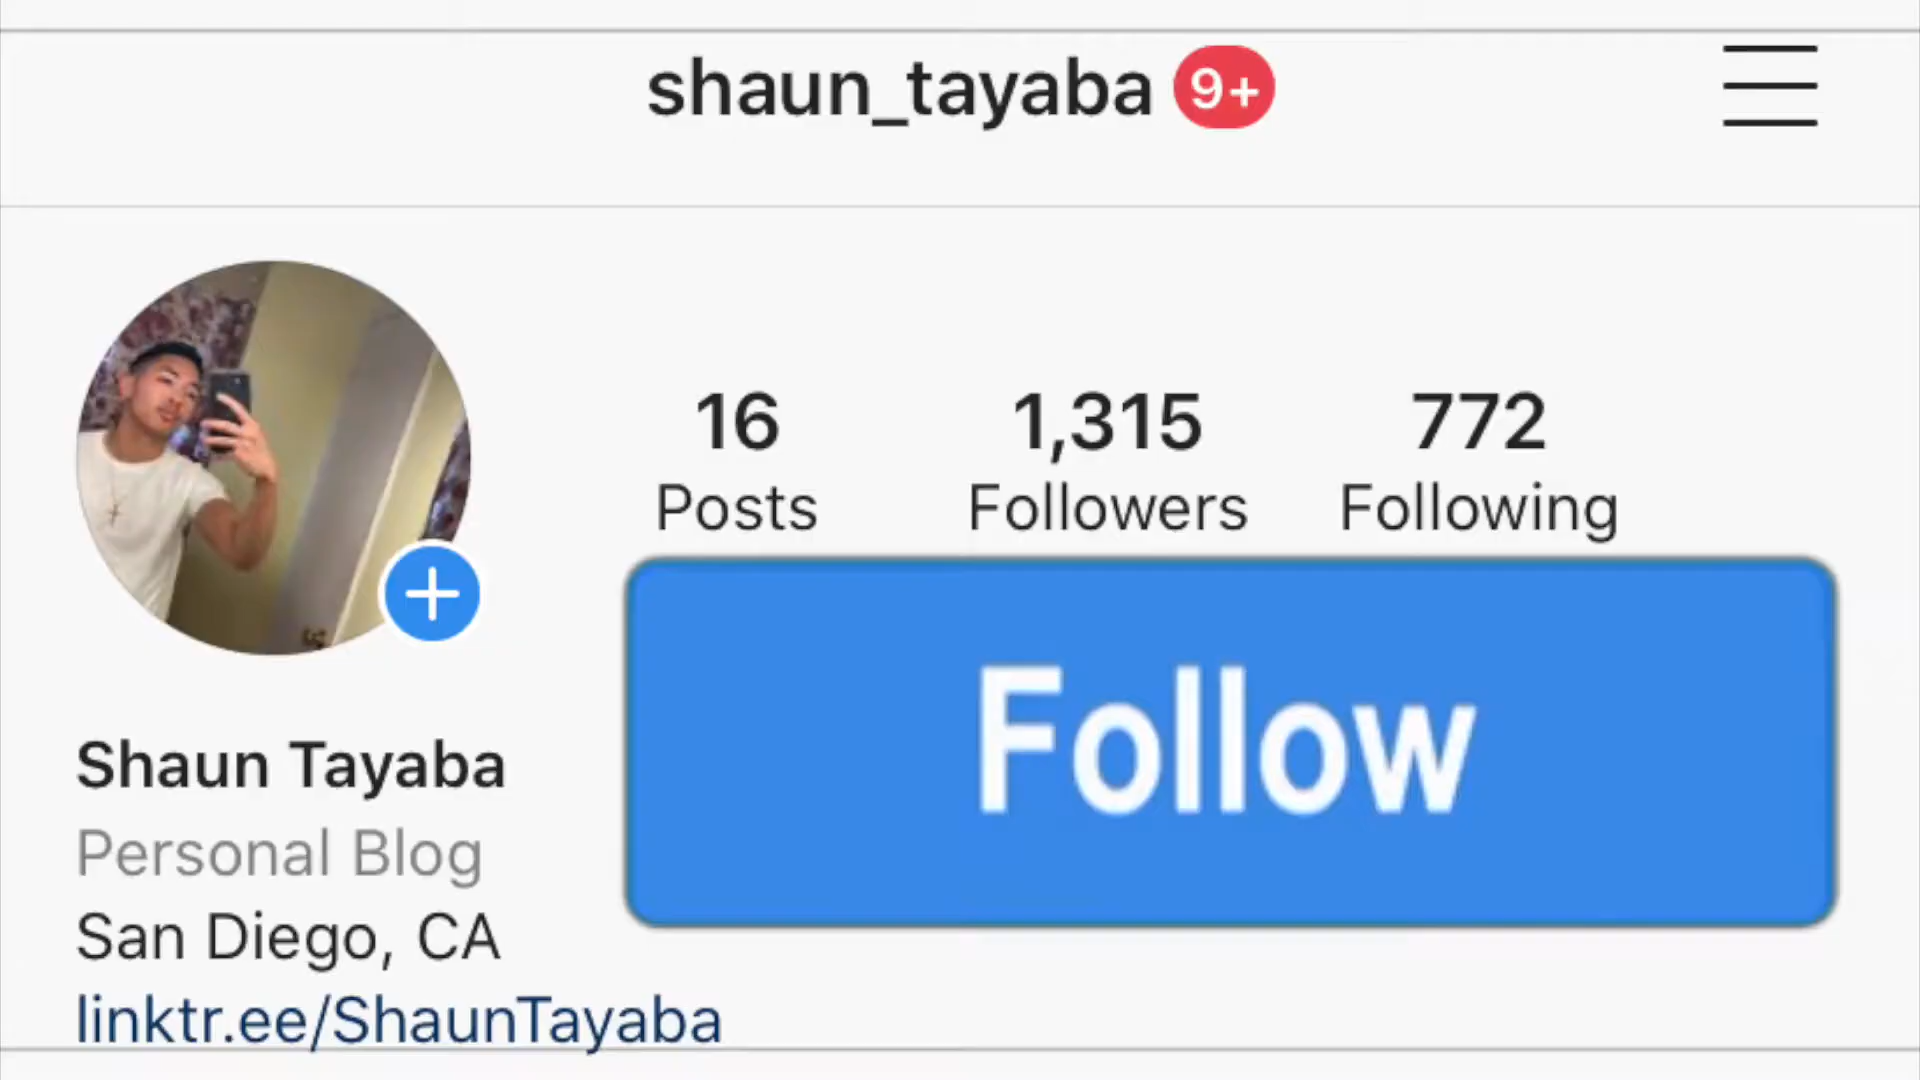 shaun_tayaba 9+
16 1,315 772
Posts Followers Following
Follow
Shaun Tayaba
Personal Blog
San Diego, CA
linktr.ee/ShaunTayaba